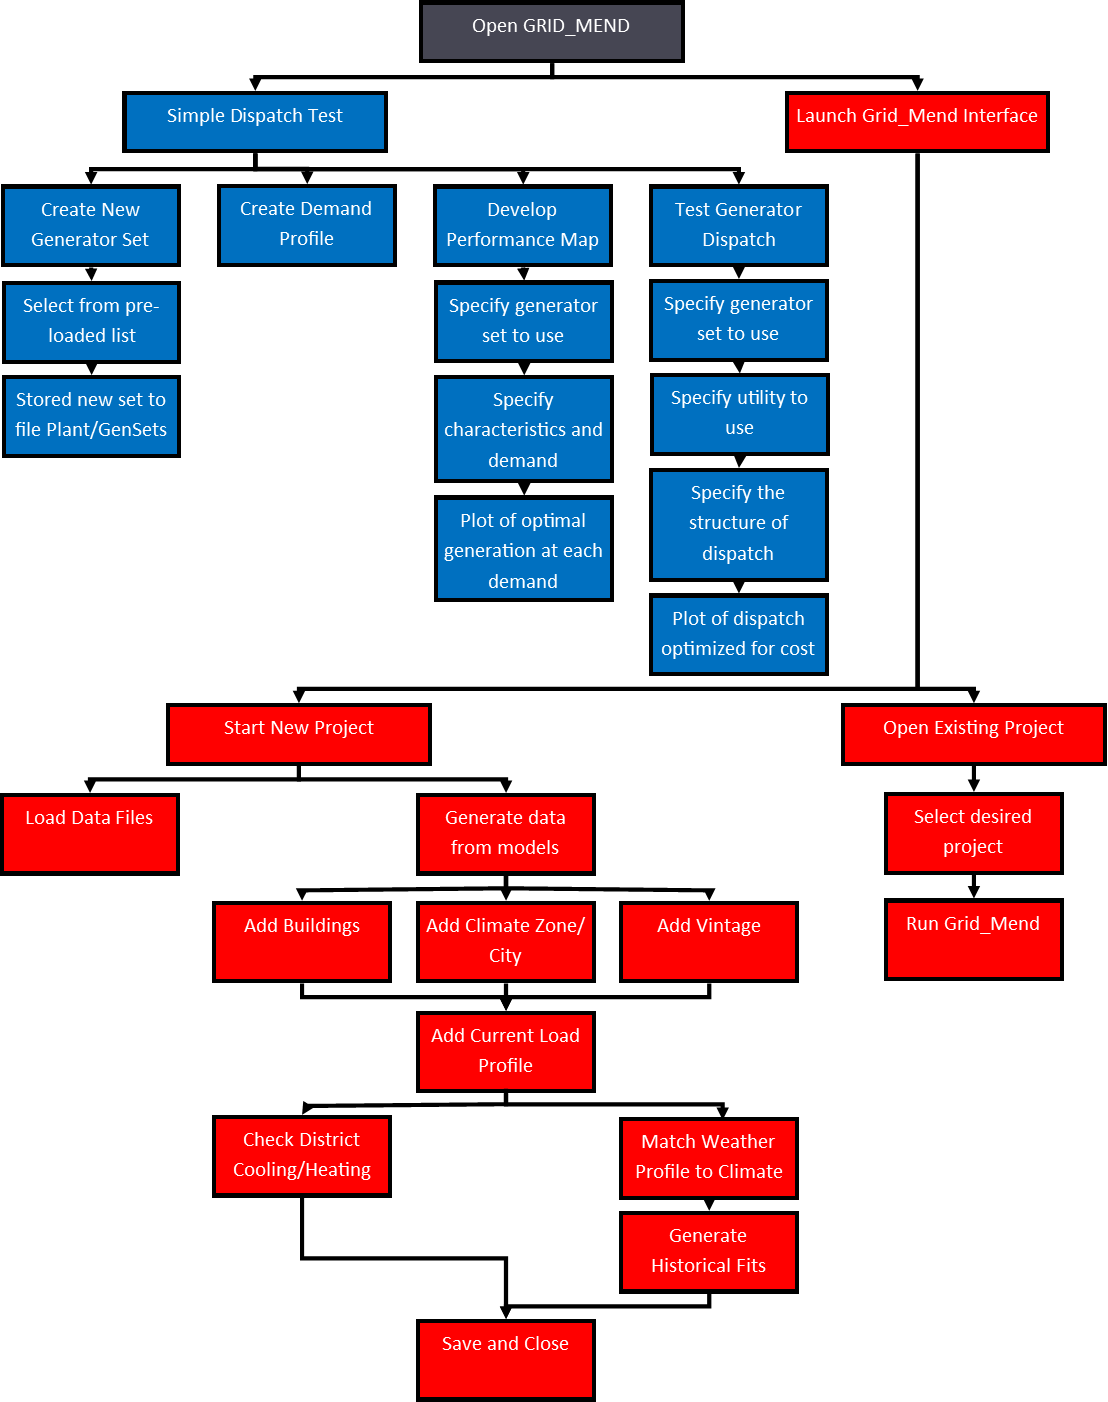 Open GRID_MEND
Simple Dispatch Test
Launch Grid_Mend Interface
Create New
Generator Set
Create Demand
Profile
Develop
Performance Map
Test Generator
Dispatch
Select from pre-
loaded list
Specify generator
set to use
Specify generator
set to use
Stored new set to
file Plant/GenSets
Specify
characteristics and
demand
Specify utility to
use
Plot of optimal
generation at each
demand
Specify the
structure of
dispatch
Plot of dispatch
optimized for cost
Start New Project
Open Existing Project
Load Data Files
Generate data
from models
Select desired
project
Add Buildings
Add Climate Zone/
City
Add Vintage
Run Grid_Mend
Add Current Load
Profile
Check District
Cooling/Heating
Match Weather
Profile to Climate
Generate
Historical Fits
Save and Close